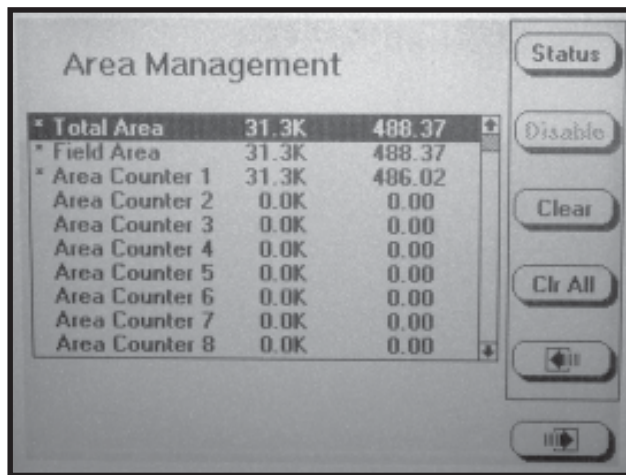 Area Management
* Total Area 31.3K 488.37
* Field Area 31.3K 488.37
* Area Counter 1 31.3K 486.02
Area Counter 2 0.0K 0.00
Area Counter 3 0.0K 0.00
Area Counter 4 0.0K 0.00
Area Counter 5 0.0K 0.00
Area Counter 6 0.0K 0.00
Area Counter 7 0.0K 0.00
Area Counter 8 0.0K 0.00
Status
Disable
Clear
Clr All